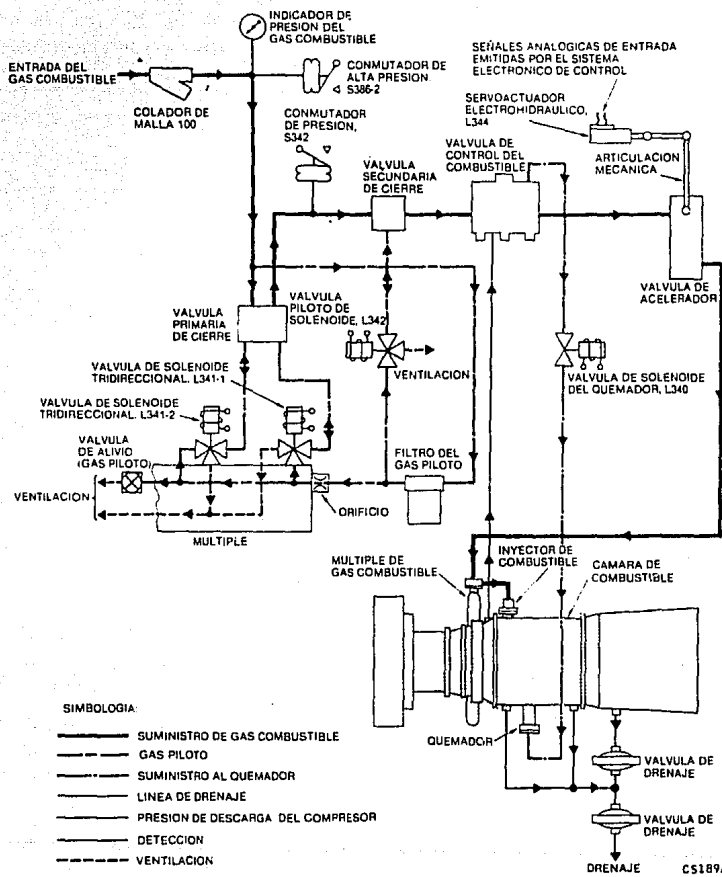 INDICADOR DE
PRESION DEL
GAS COMBUSTIBLE
ENTRADA DEL
GAS COMBUSTIBLE
COLADOR DE
MALLA 100
CONMUTADOR DE
ALTA PRESION
S386-2
CONMUTADOR
DE PRESION,
S342
SEÑALES ANALOGICAS DE ENTRADA
EMITIDAS POR EL SISTEMA
ELECTRONICO DE CONTROL
SERVOACTUADOR
ELECTROHIDRAULICO,
L344
ARTICULACION
MECANICA
VALVULA
SECUNDARIA
DE CIERRE
VALVULA DE
CONTROL DEL
COMBUSTIBLE
VALVULA DE
ACELERADOR
VALVULA
PRIMARIA
DE CIERRE
VALVULA
PILOTO DE
SOLENOIDE, L342
VENTILACION
VALVULA DE SOLENOIDE
DEL QUEMADOR, L340
VALVULA DE SOLENOIDE
TRIDIRECCIONAL. L341-1
VALVULA DE SOLENOIDE
TRIDIRECCIONAL. L341-2
VALVULA
DE ALIVIO
(GAS PILOTO)
FILTRO DEL
GAS PILOTO
VENTILACION
ORIFICIO
MULTIPLE
MULTIPLE DE
GAS COMBUSTIBLE
INYECTOR DE
COMBUSTIBLE
CAMARA DE
COMBUSTIBLE
QUEMADOR
VALVULA DE
DRENAJE
VALVULA DE
DRENAJE
DRENAJE
SIMBOLOGIA:
SUMINISTRO DE GAS COMBUSTIBLE
GAS PILOTO
SUMINISTRO AL QUEMADOR
LINEA DE DRENAJE
PRESION DE DESCARGA DEL COMPRESOR
DETECCION
VENTILACION